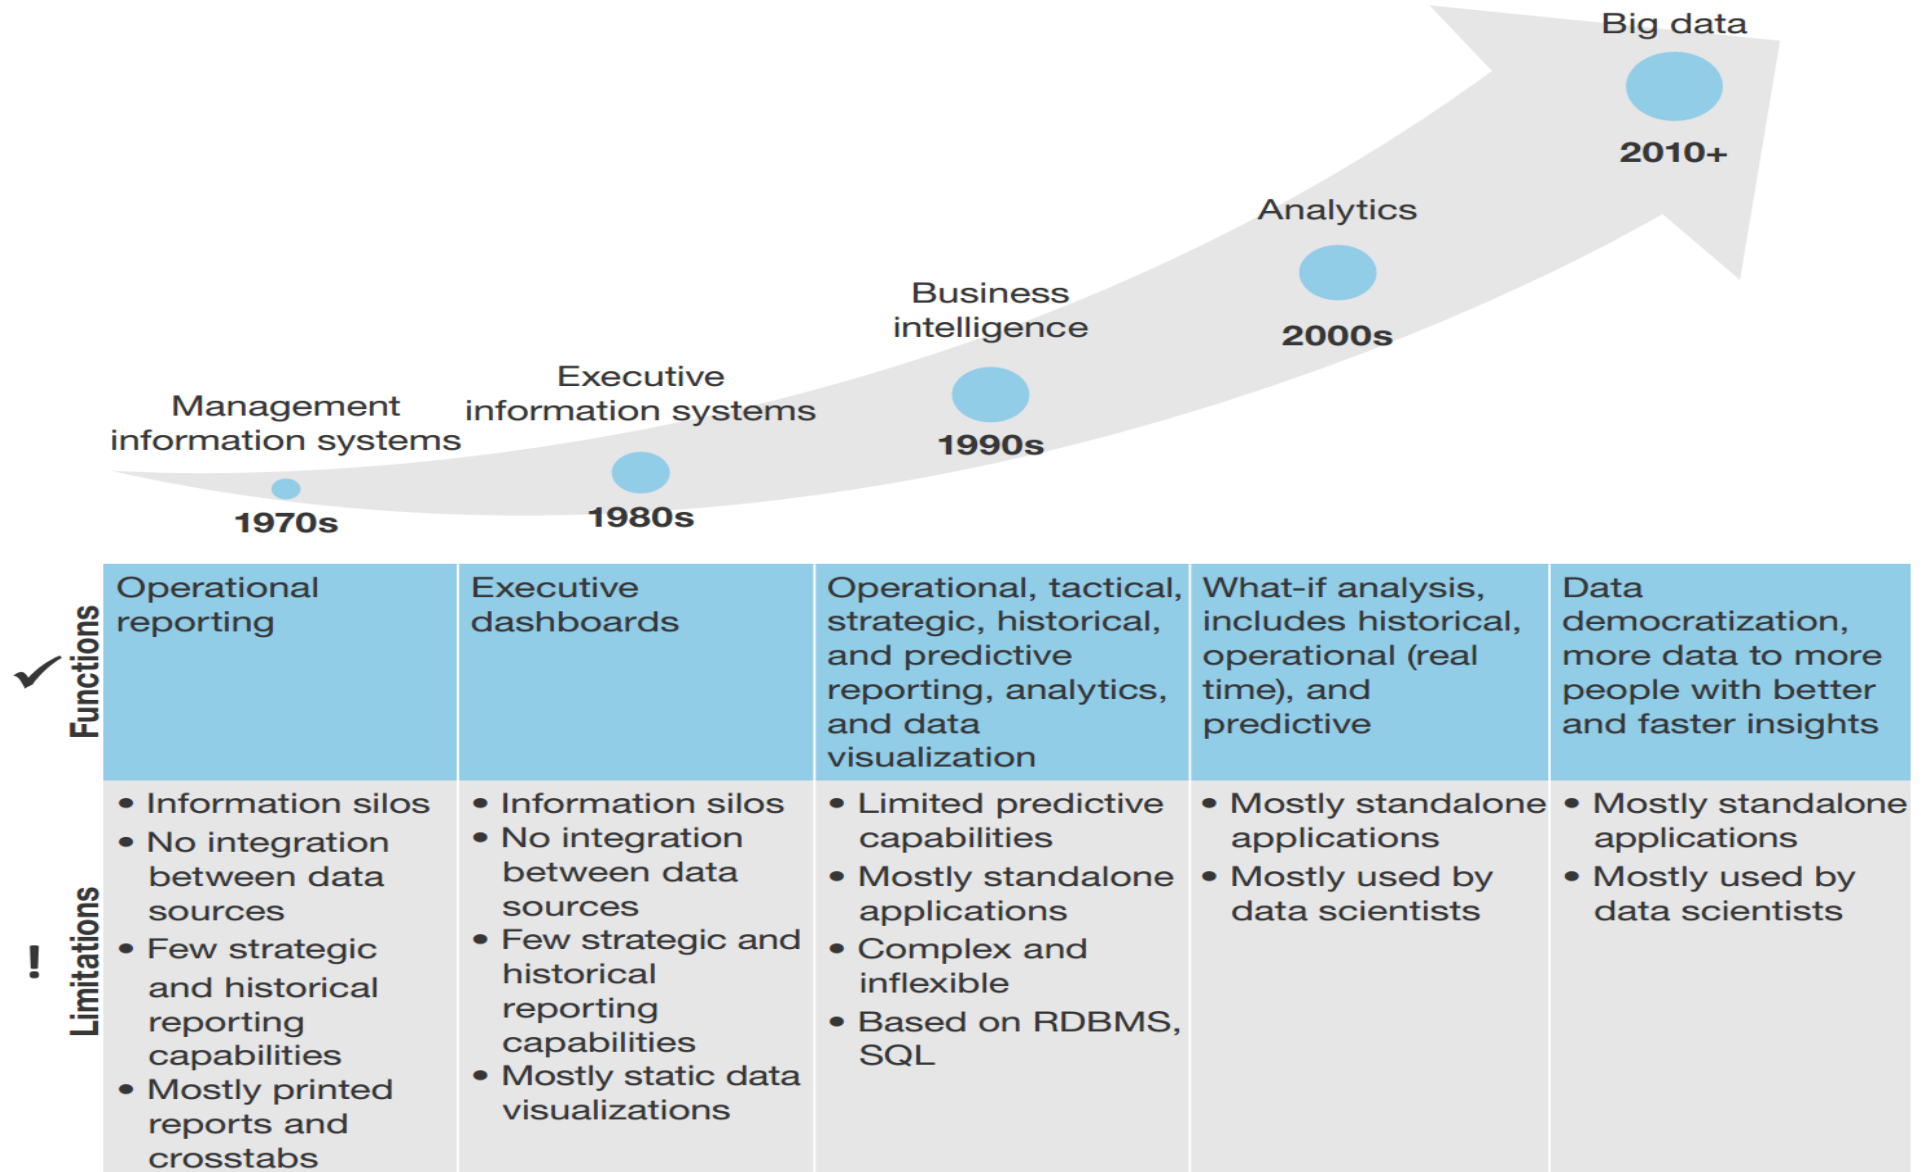 Big data
2010+
Analytics
2000s
Business
intelligence
1990s
Executive
information systems
1980s
Management
information systems
1970s
Functions
Operational
reporting
Executive
dashboards
Operational, tactical,
strategic, historical,
and predictive
reporting, analytics,
and data
visualization
What-if analysis,
includes historical,
operational (real
time), and
predictive
Data
democratization,
more data to more
people with better
and faster insights
!
Limitations
• Information silos
• No integration
between data
sources
• Few strategic
and historical
reporting
capabilities
• Mostly printed
reports and
crosstabs
• Information silos
• No integration
between data
sources
• Few strategic and
historical
reporting
capabilities
• Mostly static data
visualizations
• Limited predictive
capabilities
• Mostly standalone
applications
• Complex and
inflexible
• Based on RDBMS,
SQL
• Mostly standalone
applications
• Mostly used by
data scientists
• Mostly standalone
applications
• Mostly used by
data scientists